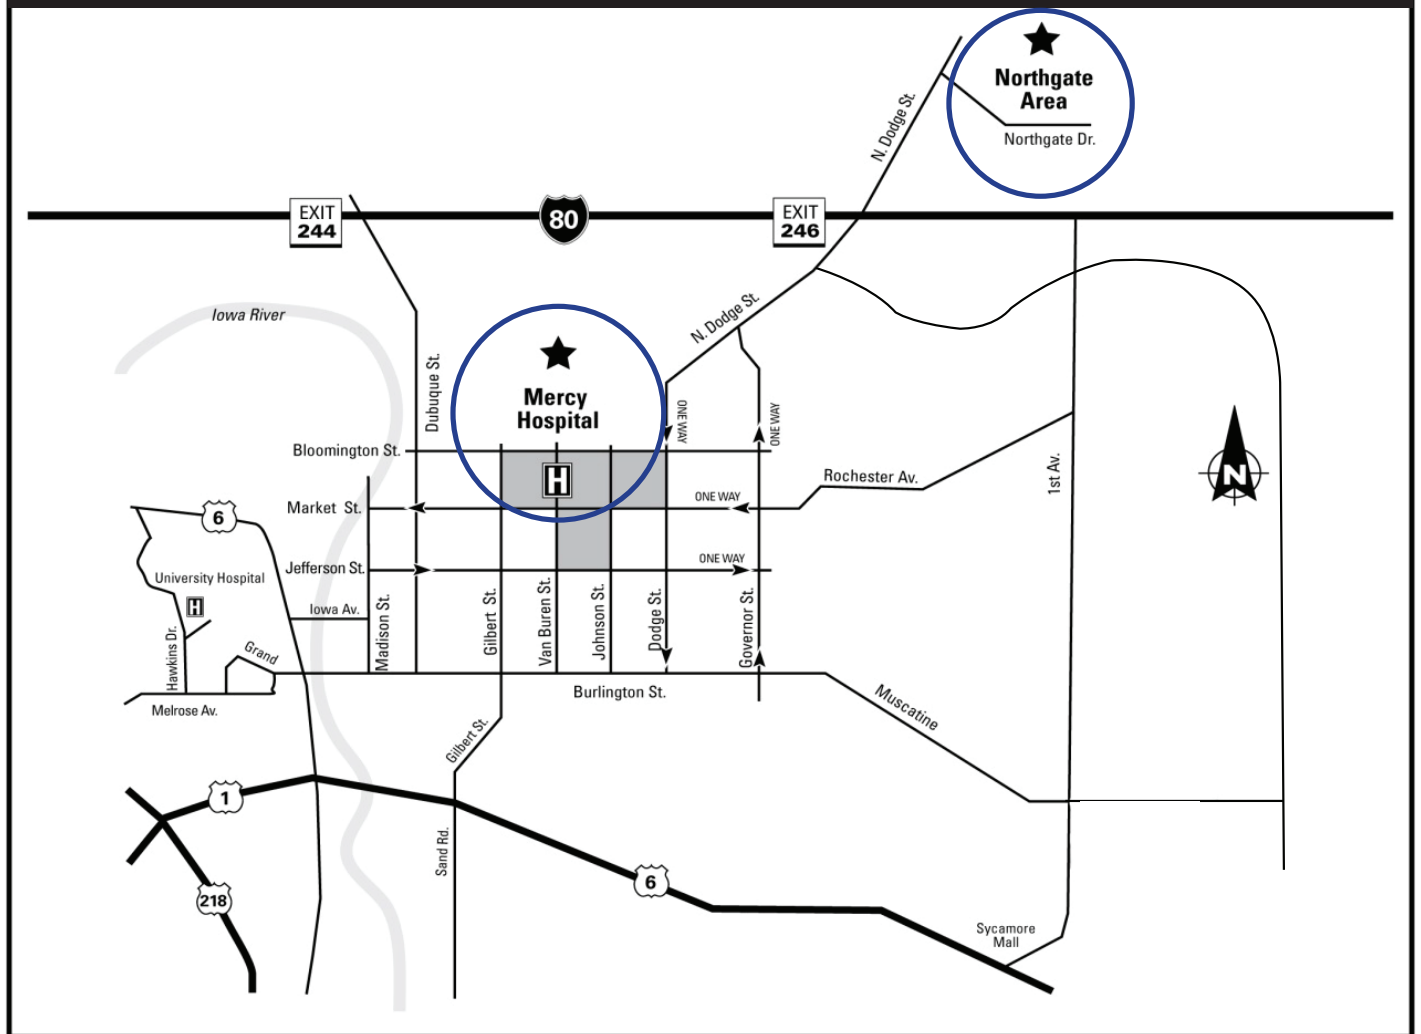 Northgate
Area
Northgate Dr.
N. Dodge St.
EXIT
244
80
EXIT
246
Iowa River
N. Dodge St.
Dubuque St.
Mercy
Hospital
ONE WAY
ONE WAY
Bloomington St.
H
Rochester Av.
1st Av.
N
Market St.
ONE WAY
6
Jefferson St.
ONE WAY
University Hospital
H
Iowa Av.
Madison St.
Gilbert St.
Van Buren St.
Johnson St.
Dodge St.
Governor St.
Hawkins Dr.
Grand
Melrose Av.
Burlington St.
Muscatine
Gilbert St.
1
Sand Rd.
6
218
Sycamore
Mall